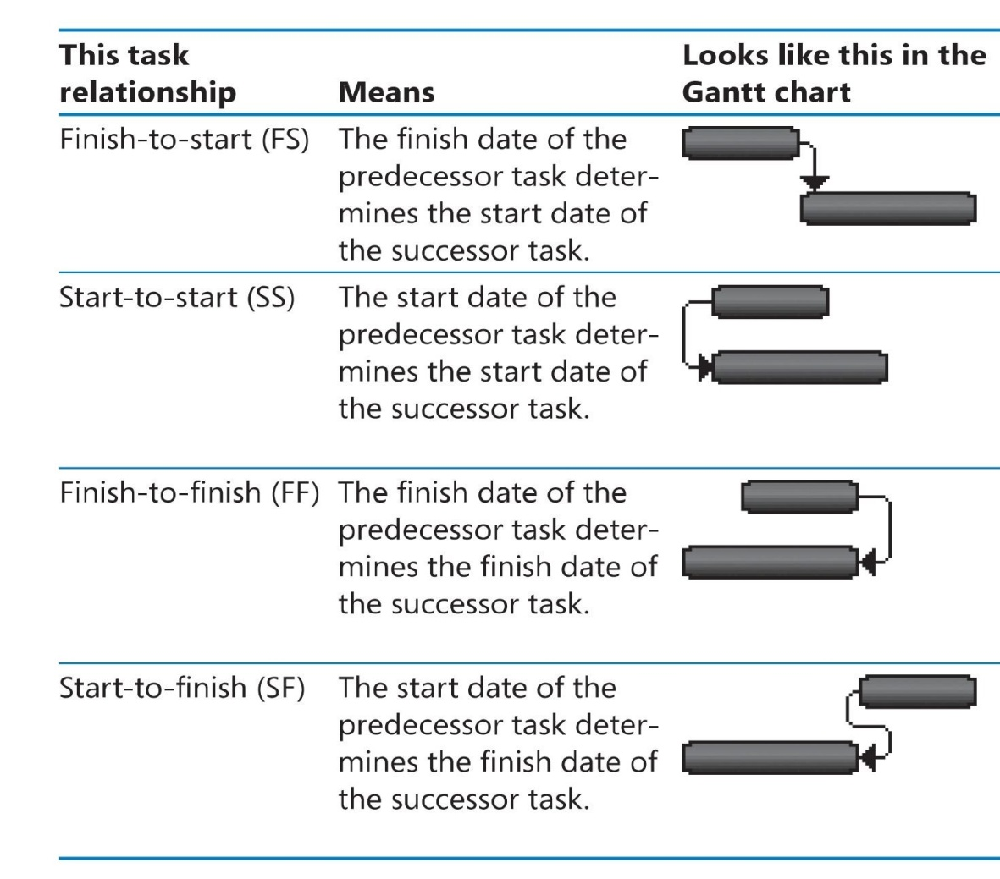 This task relationship
Means
Looks like this in the Gantt chart
Finish-to-start (FS)
The finish date of the
predecessor task deter-
mines the start date of
the successor task.
Start-to-start (SS)
The start date of the
predecessor task deter-
mines the start date of
the successor task.
Finish-to-finish (FF)
The finish date of the
predecessor task deter-
mines the finish date of
the successor task.
Start-to-finish (SF)
The start date of the
predecessor task deter-
mines the finish date of
the successor task.